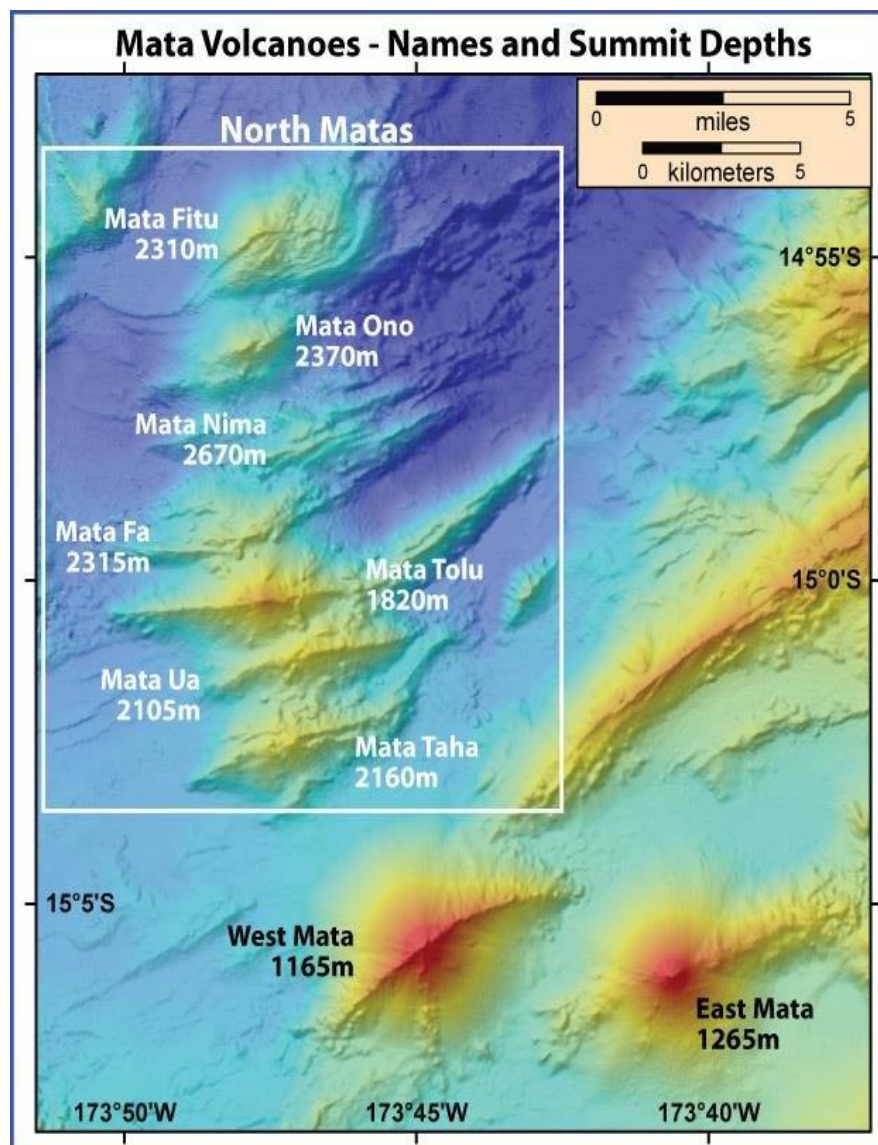 Mata Volcanoes - Names and Summit Depths
0 5
miles
0 5
kilometers
North Matas
Mata Fitu
2310m
14°55'S
Mata Ono
2370m
Mata Nima
2670m
Mata Fa
2315m
Mata Tolu
1820m
15°0'S
Mata Ua
2105m
Mata Taha
2160m
15°5'S
West Mata
1165m
East Mata
1265m
173°50'W 173°45'W 173°40'W